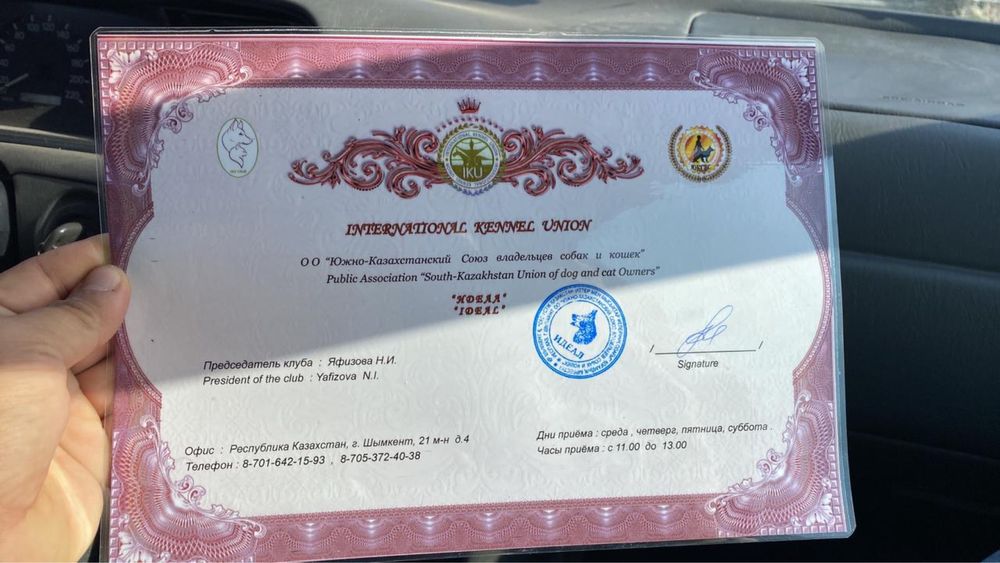 IKU
INTERNATIONAL KENNEL UNION
О О "Южно-Казахстанский Союз владельцев собак и кошек"
Public Association "South-Kazakhstan Union of dog and cat Owners"
"ИДЕАЛ"
"IDEAL"
ИДЕАЛ
Signature
Председатель клуба : Яфизова Н.И.
President of the club : Yafizova N.I.
Офис : Республика Казахстан, г. Шымкент, 21 м-н д.4
Телефон : 8-701-642-15-93 , 8-705-372-40-38
Дни приёма : среда , четверг, пятница, суббота .
Часы приёма : с 11.00 до 13.00